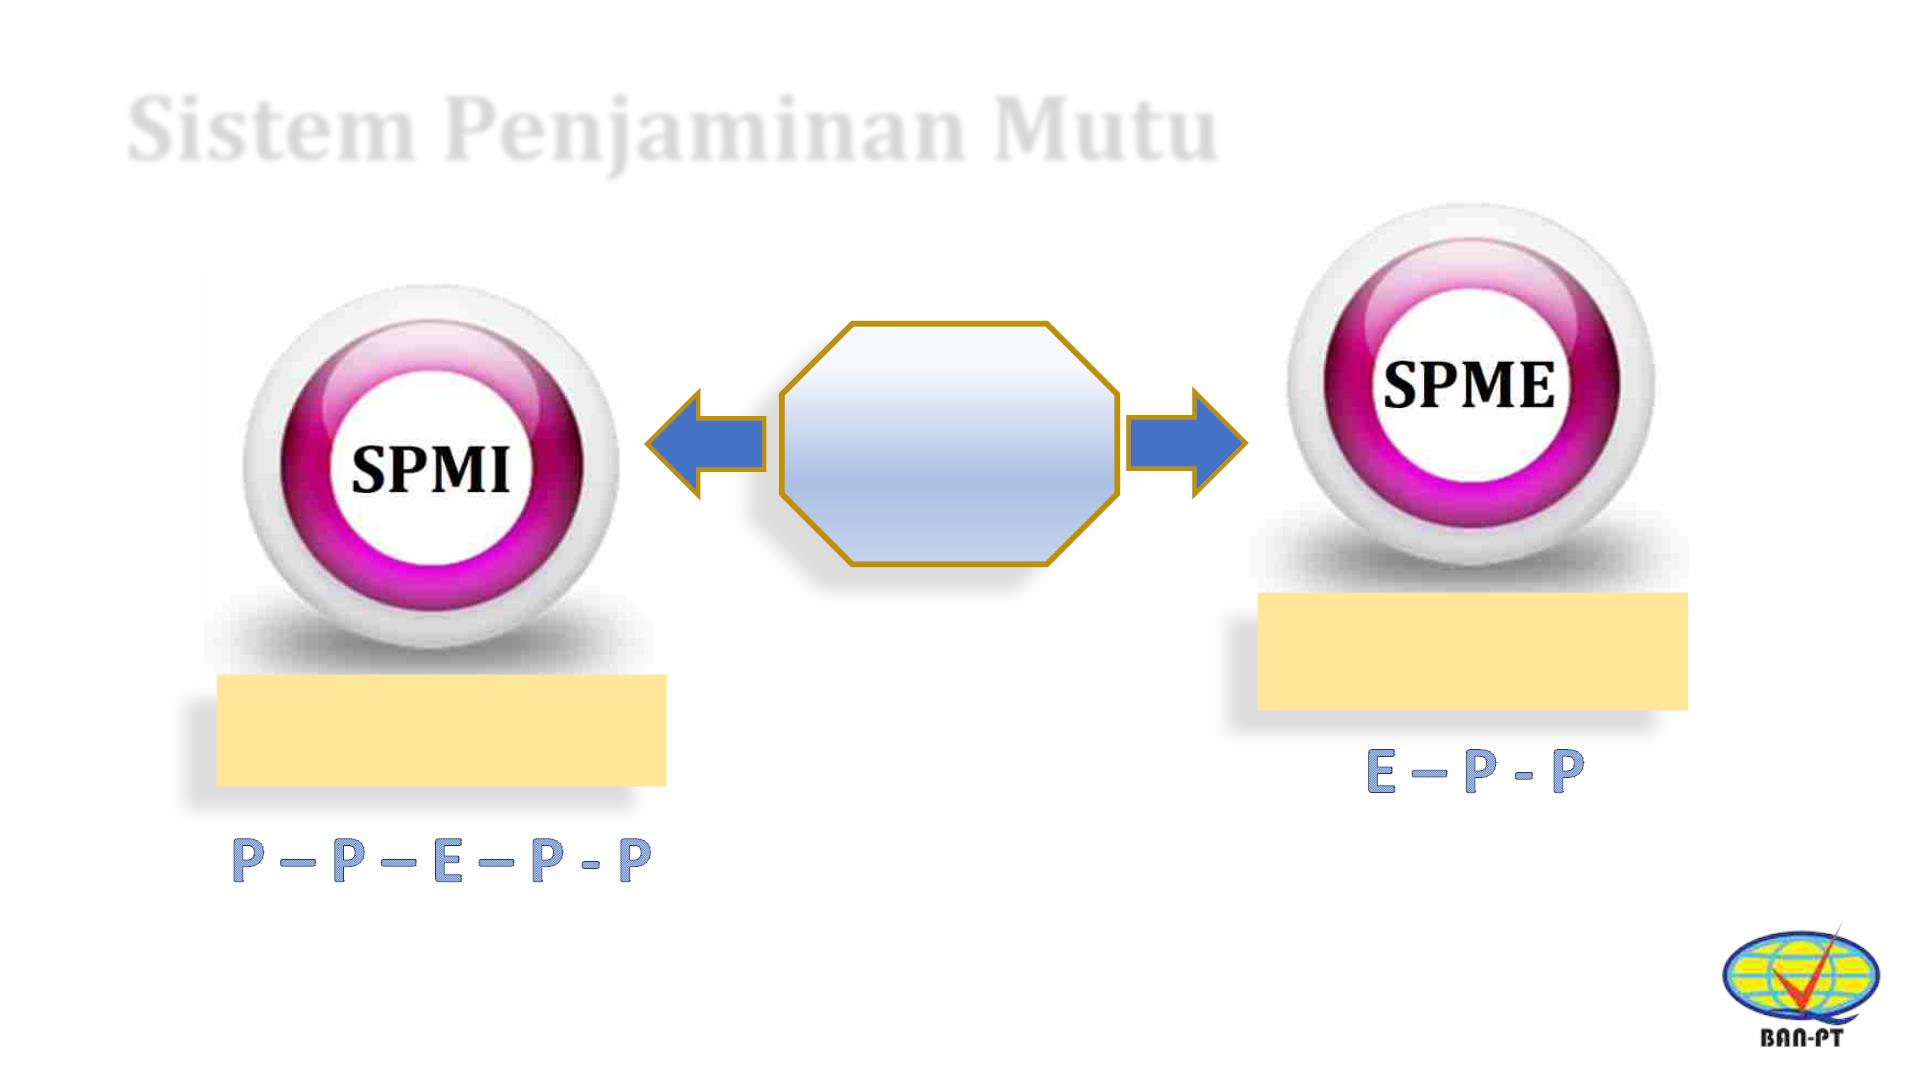 Sistem Penjaminan Mutu
SPMI
SPME
E – P - P
P – P – E – P - P
BAN-PT